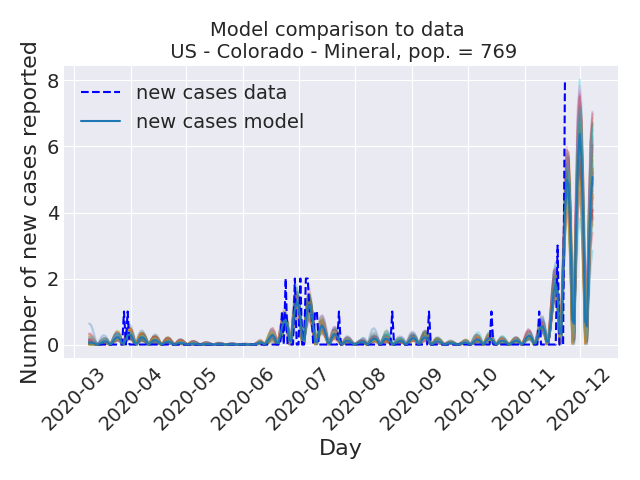 Model comparison to data
US - Colorado - Mineral, pop. = 769
Number of new cases reported
8
6
4
2
0
new cases data
new cases model
2020-03
2020-04
2020-05
2020-06
2020-07
2020-08
2020-09
2020-10
2020-11
2020-12
Day